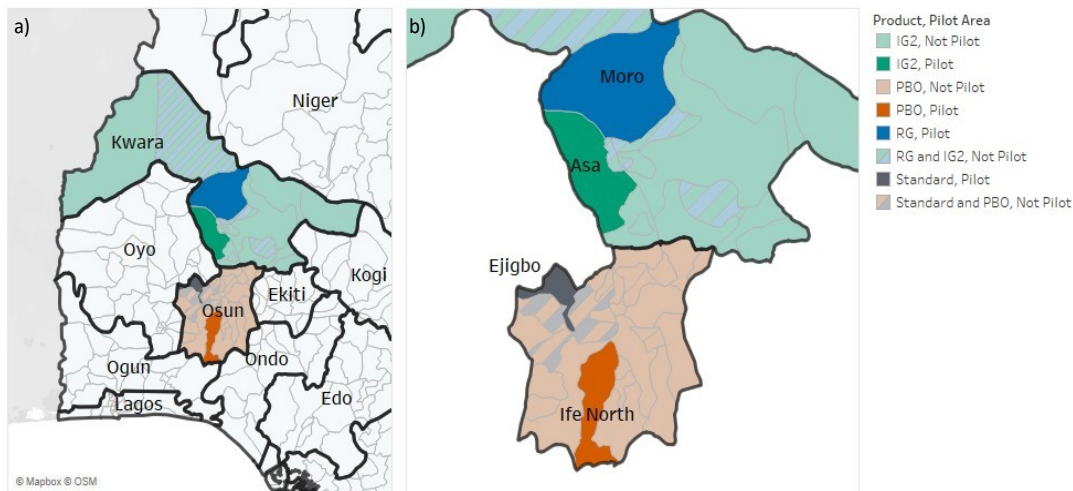 a)
Niger
Kwara
Oyo
Kogi
Ekiti
Osun
Ogun
Ondo
Edo
Lagos
© Mapbox © OSM
b)
Moro
Asa
Ejigbo
Ife North
Product, Pilot Area
IG2, Not Pilot
IG2, Pilot
PBO, Not Pilot
PBO, Pilot
RG, Pilot
RG and IG2, Not Pilot
Standard, Pilot
Standard and PBO, Not Pilot